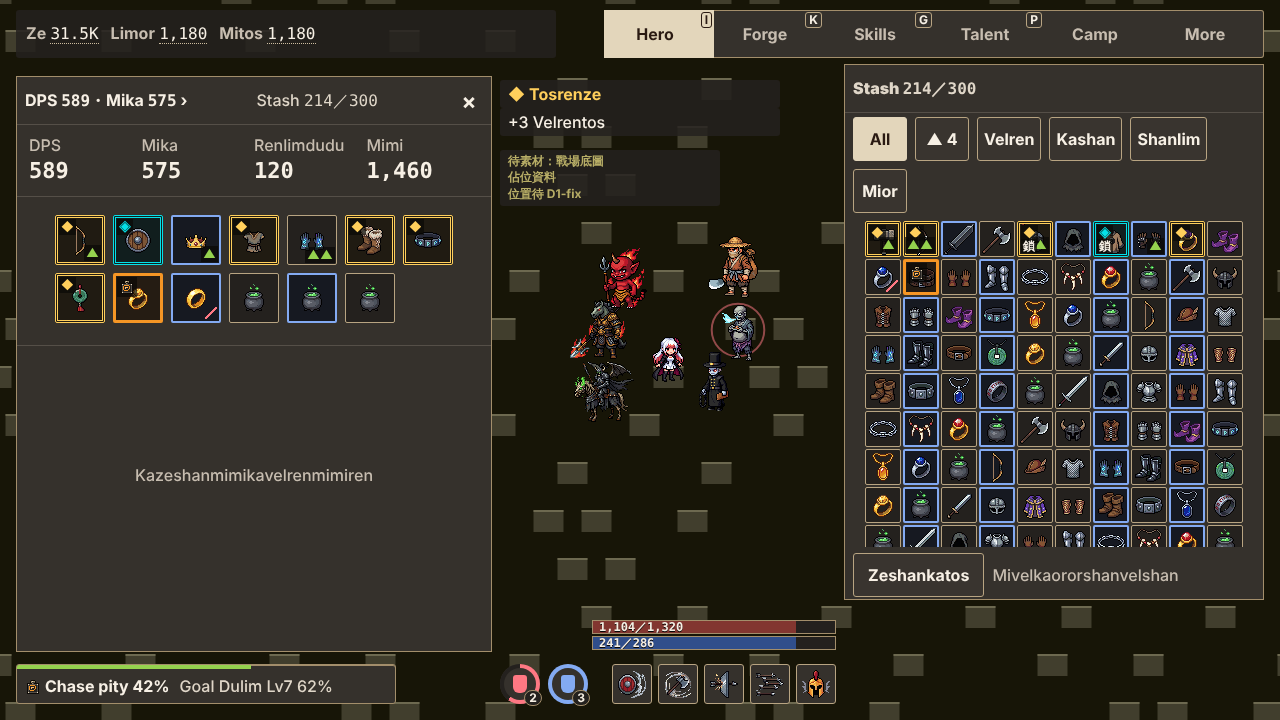 Ze 31.5K Limor 1,180 Mitos 1,180
Hero I
Forge K
Skills G
Talent P
Camp
More
DPS 589 · Mika 575 ›
Stash 214／300
×
DPS
589
Mika
575
Renlimdudu
120
Mimi
1,460
Kazeshanmimikavelrenmimiren
Tosrenze
+3 Velrentos
待素材：戰場底圖
佔位資料
位置待 D1-fix
Stash 214／300
All
4
Velren
Kashan
Shanlim
Mior
鎖
鎖
Zeshankatos
Mivelkaororshanvelshan
1,104／1,320
241／286
2
3
Chase pity 42% Goal Dulim Lv7 62%